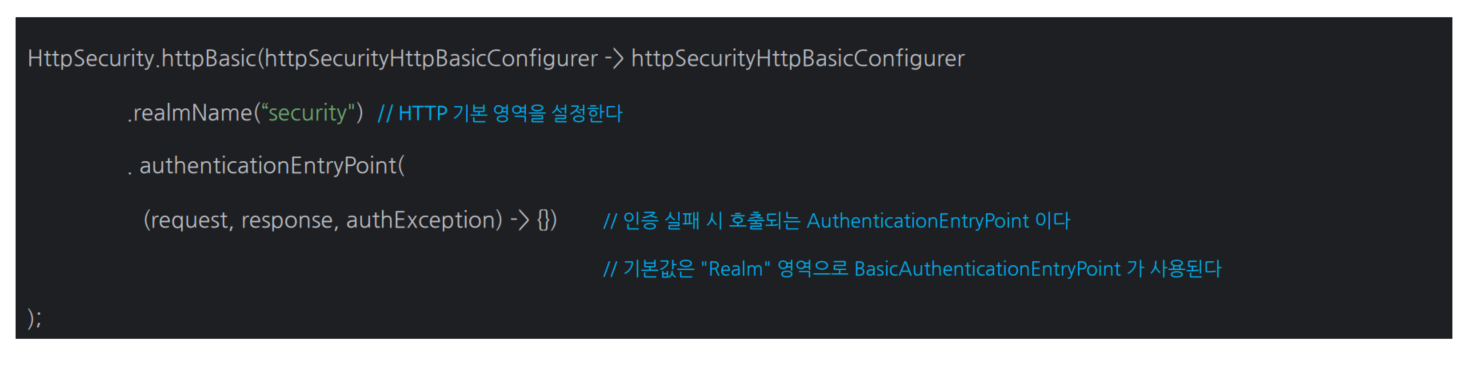 HttpSecurity.httpBasic(httpSecurityHttpBasicConfigurer -> httpSecurityHttpBasicConfigurer
.realmName(“security") // HTTP 기본 영역을 설정한다
. authenticationEntryPoint(
(request, response, authException) -> {}) // 인증 실패 시 호출되는 AuthenticationEntryPoint 이다
// 기본값은 "Realm" 영역으로 BasicAuthenticationEntryPoint 가 사용된다
);